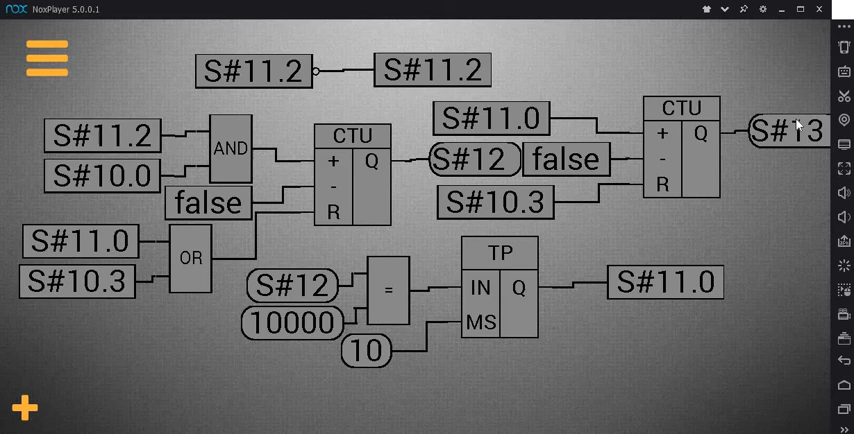 nox NoxPlayer 5.0.0.1
S#11.2 S#11.2
S#11.2
S#10.0
AND
false
S#11.0
S#10.3
OR
CTU
+ Q
-
R
S#12
S#11.0
false
S#10.3
CTU
+ Q
-
R
S#13
S#12
10000
=
10
TP
IN Q
MS
S#11.0